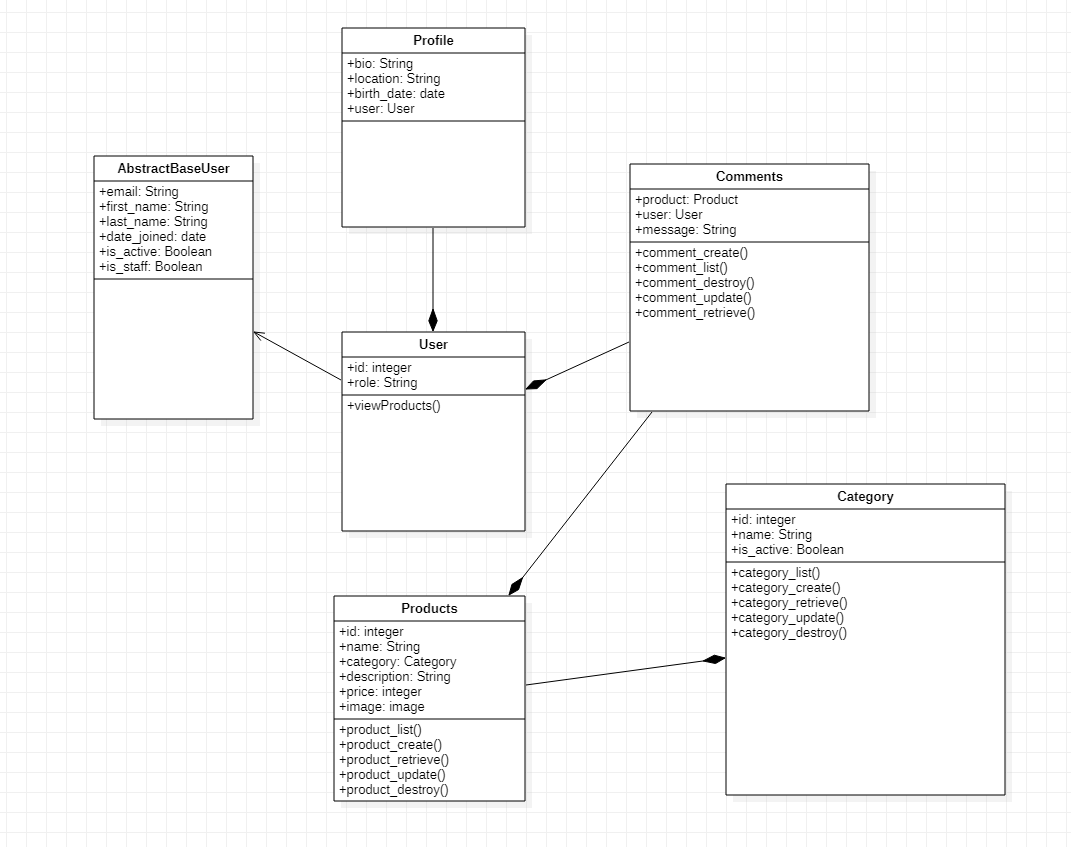 Profile
+bio: String
+location: String
+birth_date: date
+user: User
AbstractBaseUser
+email: String
+first_name: String
+last_name: String
+date_joined: date
+is_active: Boolean
+is_staff: Boolean
Comments
+product: Product
+user: User
+message: String
+comment_create()
+comment_list()
+comment_destroy()
+comment_update()
+comment_retrieve()
User
+id: integer
+role: String
+viewProducts()
Category
+id: integer
+name: String
+is_active: Boolean
+category_list()
+category_create()
+category_retrieve()
+category_update()
+category_destroy()
Products
+id: integer
+name: String
+category: Category
+description: String
+price: integer
+image: image
+product_list()
+product_create()
+product_retrieve()
+product_update()
+product_destroy()